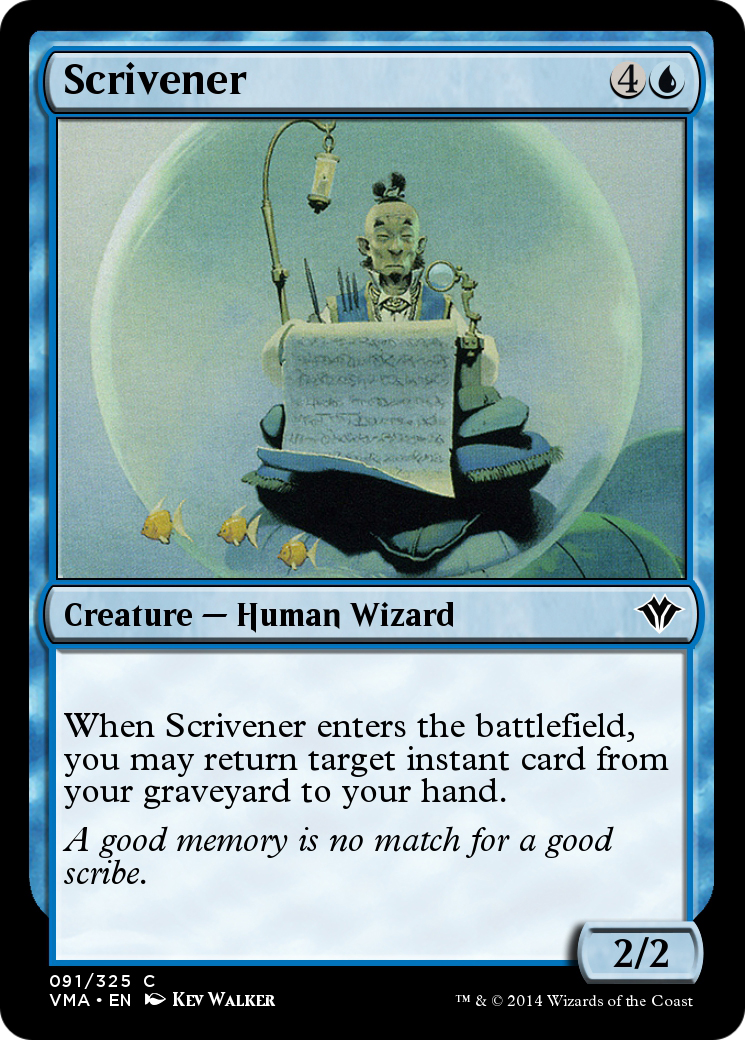 Scrivener 4
Creature — Human Wizard
When Scrivener enters the battlefield,
you may return target instant card from
your graveyard to your hand.
A good memory is no match for a good
scribe.
2/2
091/325 C
VMA • EN Kev Walker
™ & © 2014 Wizards of the Coast